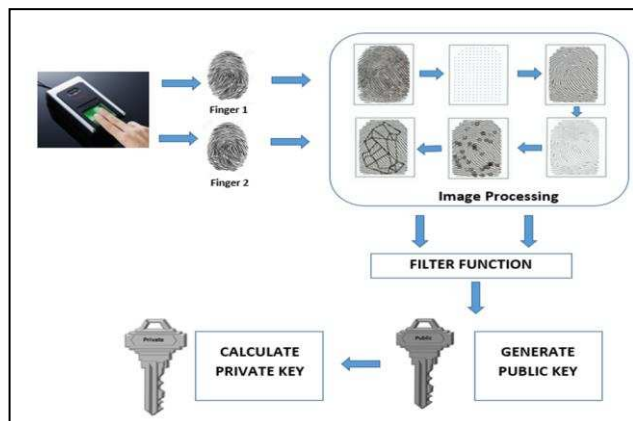 Finger 1
Finger 2
Image Processing
FILTER FUNCTION
Private
CALCULATE
PRIVATE KEY
Public
GENERATE
PUBLIC KEY